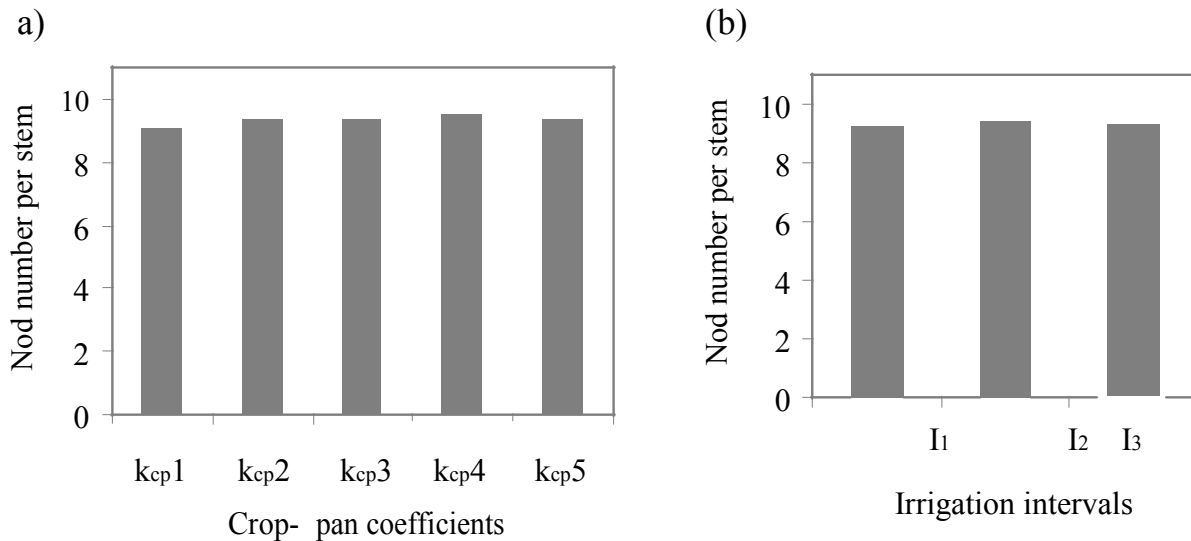 a)
Nod number per stem
10
8
6
4
2
0
kcp1 kcp2 kcp3 kcp4 kcp5
Crop- pan coefficients
(b)
Nod number per stem
10
8
6
4
2
0
I1 I2 I3
Irrigation intervals